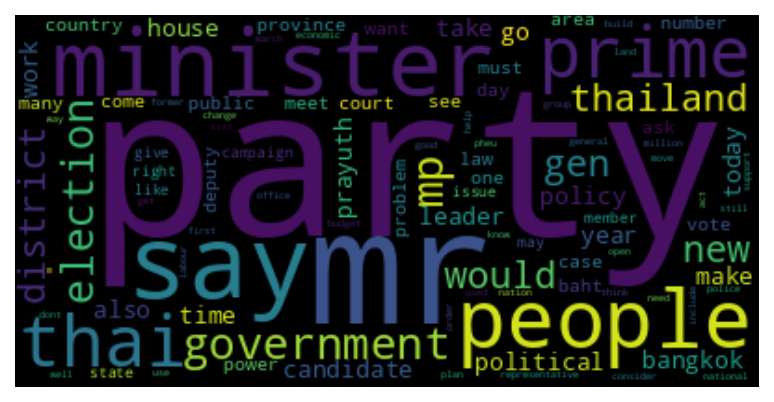 country
house
province
want
take
go
area
build
number
march
economic
work
minister
prime
must
land
day
many
come
former
public
meet
court
see
group
thailand
way
change
list
party
good
help
pheu
general
million
ask
today
election
district
give
right
like
get
deputy
campaign
prayuth
problem
mp
law
one
issue
gen
policy
move
support
act
still
office
first
budget
leader
member
year
vote
say
mr
know
may
open
case
new
would
baht
think
make
thai
labour
dont
also
time
government
power
state
well
use
candidate
order
used
nation
people
need
include
police
political
bangkok
plan
representative
consider
national